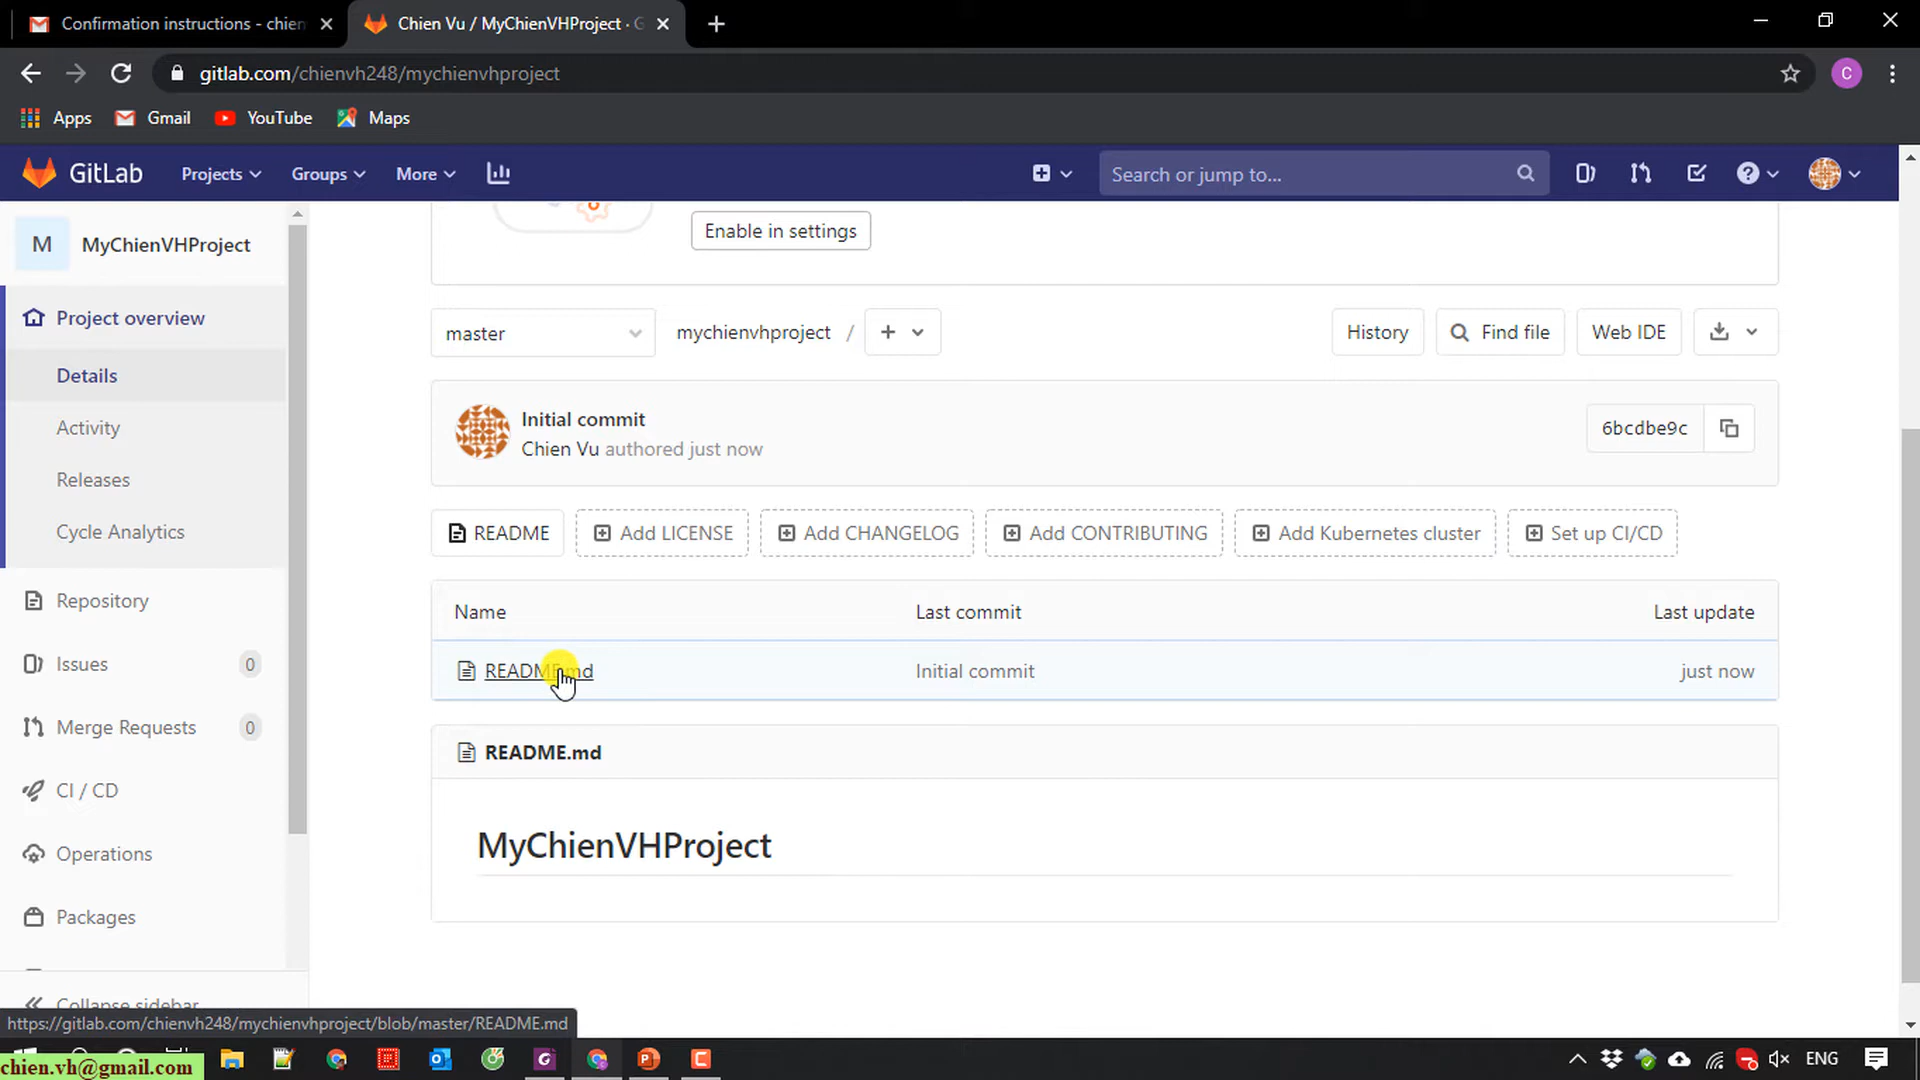 Confirmation instructions - chien
Chien Vu / MyChienVHProject · G
gitlab.com/chienvh248/mychienvhproject
C
Apps Gmail YouTube Maps
GitLab Projects Groups More Search or jump to...
M MyChienVHProject
Enable in settings
Project overview
Details
Activity
Releases
Cycle Analytics
Repository
Issues 0
Merge Requests 0
CI / CD
Operations
Packages
Collapse sidebar
master mychienvhproject / + History Find file Web IDE
Initial commit
Chien Vu authored just now
6bcdbe9c
README Add LICENSE Add CHANGELOG Add CONTRIBUTING Add Kubernetes cluster Set up CI/CD
Name Last commit Last update
README.md Initial commit just now
README.md
MyChienVHProject
https://gitlab.com/chienvh248/mychienvhproject/blob/master/README.md
chien.vh@gmail.com
ENG